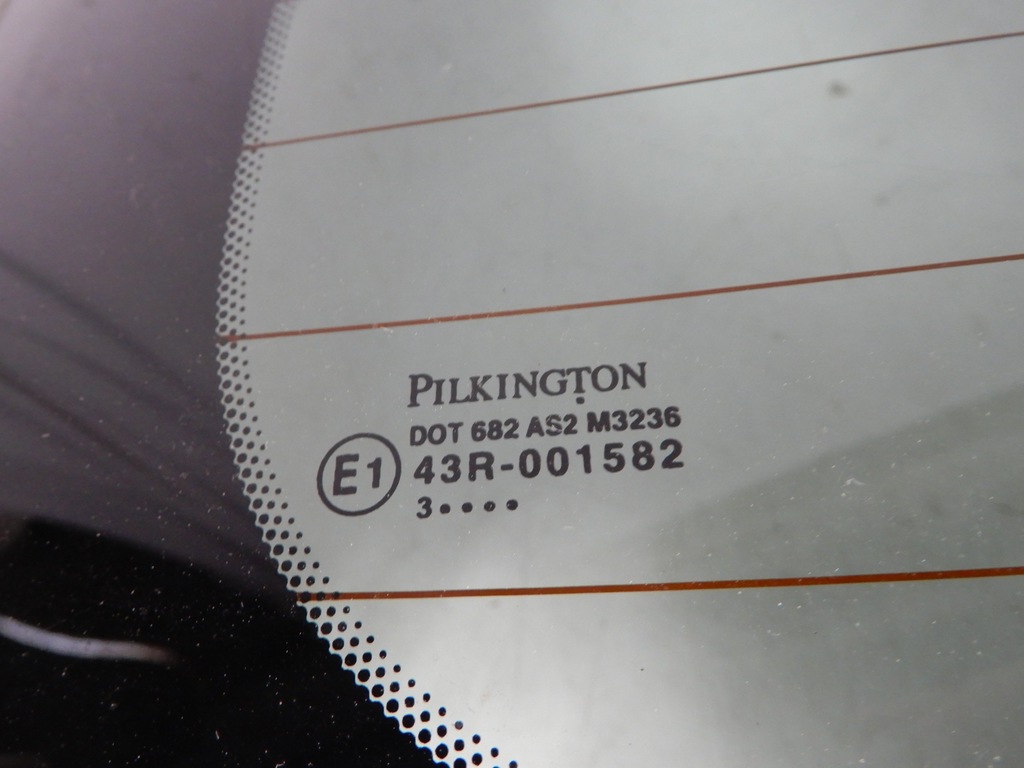 PILKINGTON
DOT 682 AS2 M3236
E1 43R-001582
3••••